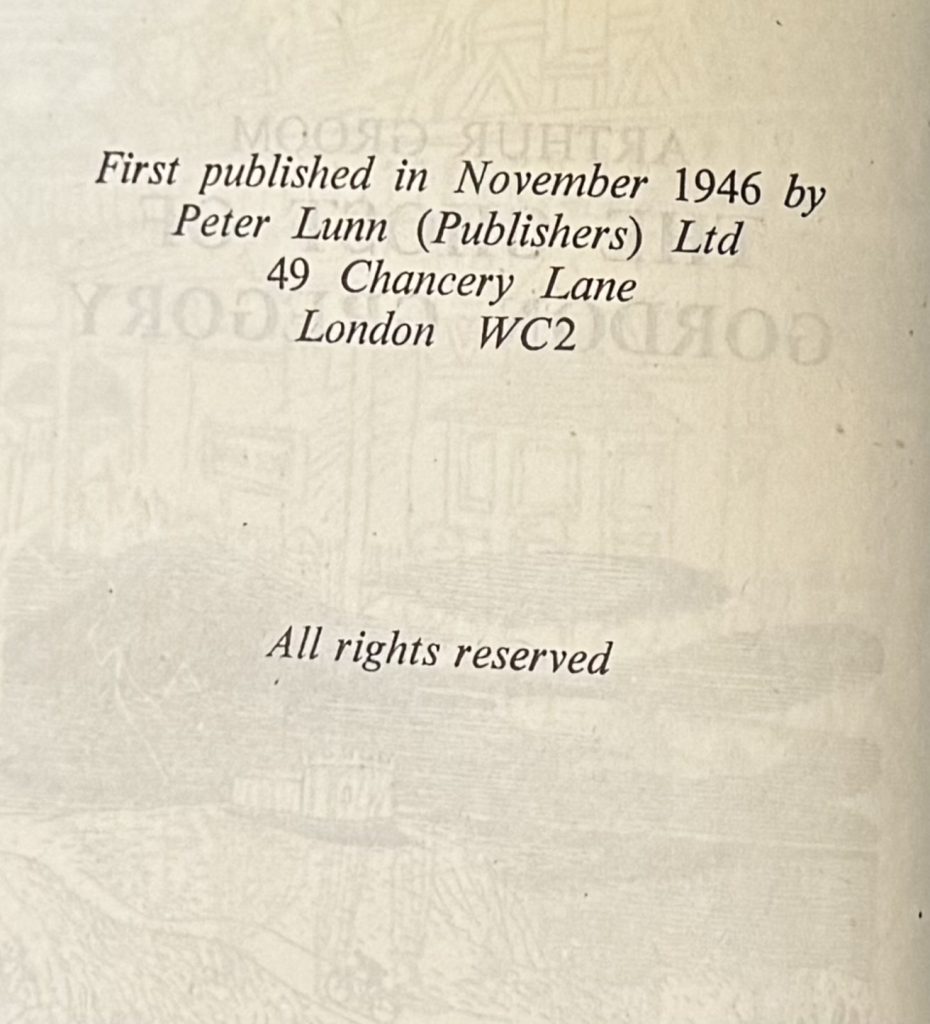 First published in November 1946 by
Peter Lunn (Publishers) Ltd
49 Chancery Lane
London WC2
All rights reserved